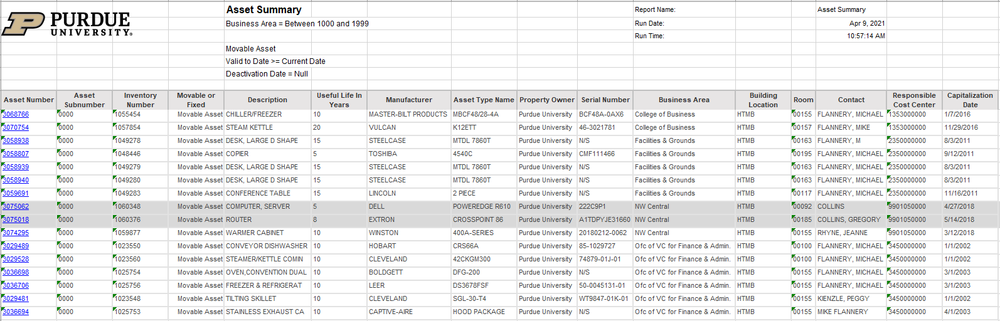 PURDUE
UNIVERSITY®
Asset Summary
Business Area = Between 1000 and 1999
Movable Asset
Valid to Date >= Current Date
Deactivation Date = Null
Report Name: Asset Summary
Run Date: Apr 9, 2021
Run Time: 10:57:14 AM
Asset Number Asset Subnumber Inventory Number Movable or Fixed Description Useful Life In Years Manufacturer Asset Type Name Property Owner Serial Number Business Area Building Location Room Contact Responsible Cost Center Capitalization Date
3068766 0000 1055454 Movable Asset CHILLER/FREEZER 10 MASTER-BILT PRODUCTS MBCF48/28-4A Purdue University BCF48A-0AX6 College of Business HTMB 00155 FLANNERY, MICHAEL 1353000000 1/7/2016
3070754 0000 1057854 Movable Asset STEAM KETTLE 20 VULCAN K12ETT Purdue University 46-3021781 College of Business HTMB 00157 FLANNERY, MIKE 1353000000 11/29/2016
3058938 0000 1049278 Movable Asset DESK, LARGE D SHAPE 15 STEELCASE MTDL 7860T Purdue University N/S Facilities & Grounds HTMB 00163 FLANNERY, M 2350000000 8/3/2011
3058807 0000 1048446 Movable Asset COPIER 5 TOSHIBA 4540C Purdue University CMF111466 Facilities & Grounds HTMB 00195 FLANNERY, MICHAEL 2350000000 9/12/2011
3058939 0000 1049279 Movable Asset DESK, LARGE D SHAPE 15 STEELCASE MTDL 7860T Purdue University N/S Facilities & Grounds HTMB 00163 FLANNERY, MICHAEL 2350000000 8/3/2011
3058940 0000 1049280 Movable Asset DESK, LARGE D SHAPE 15 STEELCASE MTDL 7860T Purdue University N/S Facilities & Grounds HTMB 00163 FLANNERY, MICHAEL 2350000000 8/3/2011
3059691 0000 1049283 Movable Asset CONFERENCE TABLE 15 LINCOLN 2 PIECE Purdue University N/S Facilities & Grounds HTMB 00117 FLANNERY, MICHAEL 2350000000 11/16/2011
3075062 0000 1060348 Movable Asset COMPUTER, SERVER 5 DELL POWEREDGE R610 Purdue University 222C9P1 NW Central HTMB 00092 COLLINS 9901050000 4/27/2018
3075018 0000 1060376 Movable Asset ROUTER 8 EXTRON CROSSPOINT 86 Purdue University A1TDPYJE31660 NW Central HTMB 00185 COLLINS, GREGORY 9901050000 5/14/2018
3074295 0000 1059877 Movable Asset WARMER CABINET 10 WINSTON 400A-SERIES Purdue University 20180212-0062 NW Central HTMB 00155 RHYNE, JEANNE 9901050000 3/12/2018
3029489 0000 1023550 Movable Asset CONVEYOR DISHWASHER 10 HOBART CRS66A Purdue University 85-1029727 Ofc of VC for Finance & Admin. HTMB 00100 FLANNERY, MICHAEL 3450000000 1/1/2002
3029528 0000 1023560 Movable Asset STEAMER/KETTLE COMIN 10 CLEVELAND 42CKGM300 Purdue University 74879-01J-01 Ofc of VC for Finance & Admin. HTMB 00100 FLANNERY, MICHAEL 3450000000 1/1/2002
3036698 0000 1025754 Movable Asset OVEN,CONVENTION DUAL 10 BOLDGETT DFG-200 Purdue University N/S Ofc of VC for Finance & Admin. HTMB 00155 FLANNERY, MICHAEL 3450000000 3/1/2003
3036706 0000 1025756 Movable Asset FREEZER & REFRIGERAT 10 LEER DS3678FSF Purdue University 50-0045131-01 Ofc of VC for Finance & Admin. HTMB 00155 FLANNERY, MICHAEL 3450000000 3/1/2003
3029481 0000 1023548 Movable Asset TILTING SKILLET 10 CLEVELAND SGL-30-T4 Purdue University WT9847-01K-01 Ofc of VC for Finance & Admin. HTMB 00155 KIENZLE, PEGGY 3450000000 1/1/2002
3036694 0000 1025753 Movable Asset STAINLESS EXHAUST CA 10 CAPTIVE-AIRE HOOD PACKAGE Purdue University N/S Ofc of VC for Finance & Admin. HTMB 00155 MIKE FLANNERY 3450000000 4/1/2003